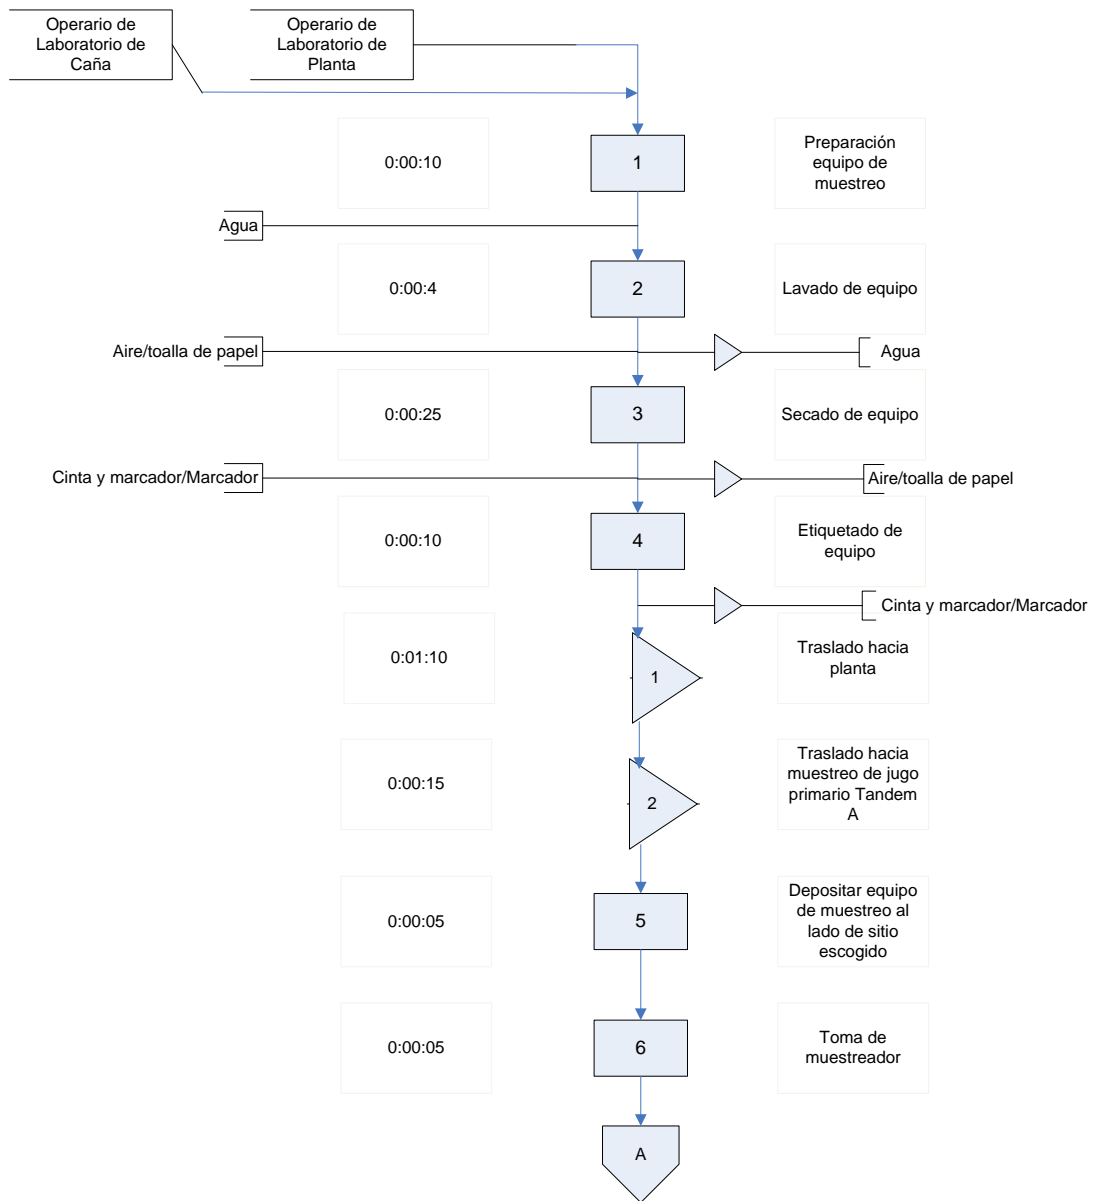 Operario de
Laboratorio de
Caña
Operario de
Laboratorio de
Planta
0:00:10
1
Preparación
equipo de
muestreo
Agua
0:00:4
2
Lavado de equipo
Aire/toalla de papel
Agua
0:00:25
3
Secado de equipo
Cinta y marcador/Marcador
Aire/toalla de papel
0:00:10
4
Etiquetado de
equipo
Cinta y marcador/Marcador
0:01:10
1
Traslado hacia
planta
0:00:15
2
Traslado hacia
muestreo de jugo
primario Tandem
A
0:00:05
5
Depositar equipo
de muestreo al
lado de sitio
escogido
0:00:05
6
Toma de
muestreador
A